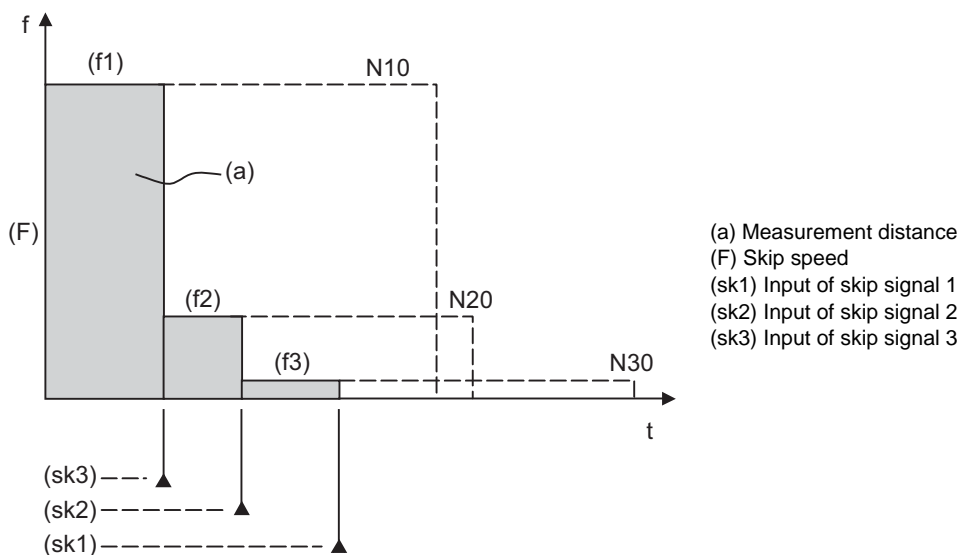 f
(f1)
N10
(a)
(F)
(f2)
N20
(f3)
N30
t
(sk3)
(sk2)
(sk1)
(a) Measurement distance
(F) Skip speed
(sk1) Input of skip signal 1
(sk2) Input of skip signal 2
(sk3) Input of skip signal 3